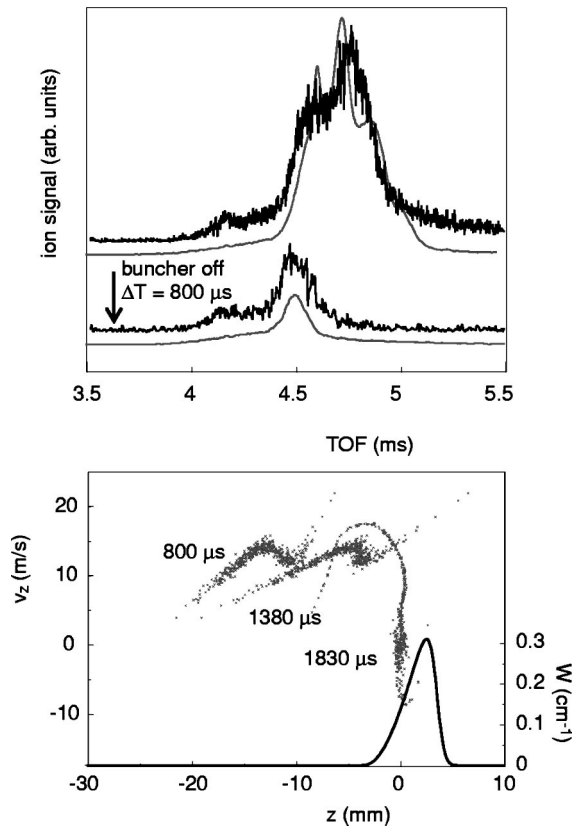 ion signal (arb. units)
buncher off
ΔT = 800 µs
3.5 4 4.5 5 5.5
TOF (ms)
20
10
0
-10
v_z (m/s)
800 µs
1380 µs
1830 µs
0.3
0.2
0.1
0
W (cm⁻¹)
-30 -20 -10 0 10
z (mm)